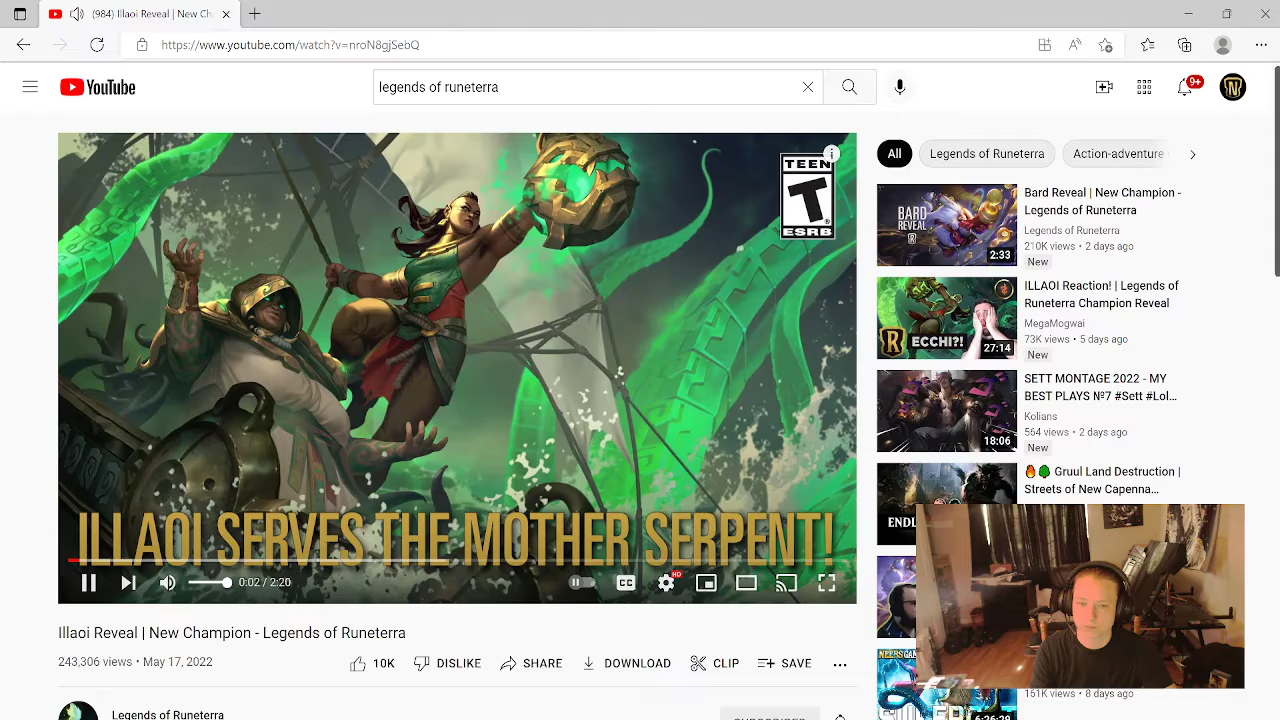 (984) Illaoi Reveal | New Ch
https://www.youtube.com/watch?v=nroN8gjSebQ
YouTube
legends of runeterra
9+
TEEN
T
ESRB
ILLAOI SERVES THE MOTHER SERPENT!
0:02 / 2:20
CC
HD
Illaoi Reveal | New Champion - Legends of Runeterra
243,306 views •
10K
DISLIKE
SHARE
DOWNLOAD
CLIP
SAVE
Legends of Runeterra
All
Legends of Runeterra
Action-adventure
BARD
REVEAL
2:33
Bard Reveal | New Champion -
Legends of Runeterra
Legends of Runeterra
210K views • 2 days ago
New
ECCHI?!
27:14
ILLAOI Reaction! | Legends of
Runeterra Champion Reveal
MegaMogwai
73K views • 5 days ago
New
18:06
SETT MONTAGE 2022 - MY
BEST PLAYS №7 #Sett #Lol...
Kolians
564 views • 2 days ago
New
Gruul Land Destruction |
Streets of New Capenna...
161K views • 8 days ago
6:26:29